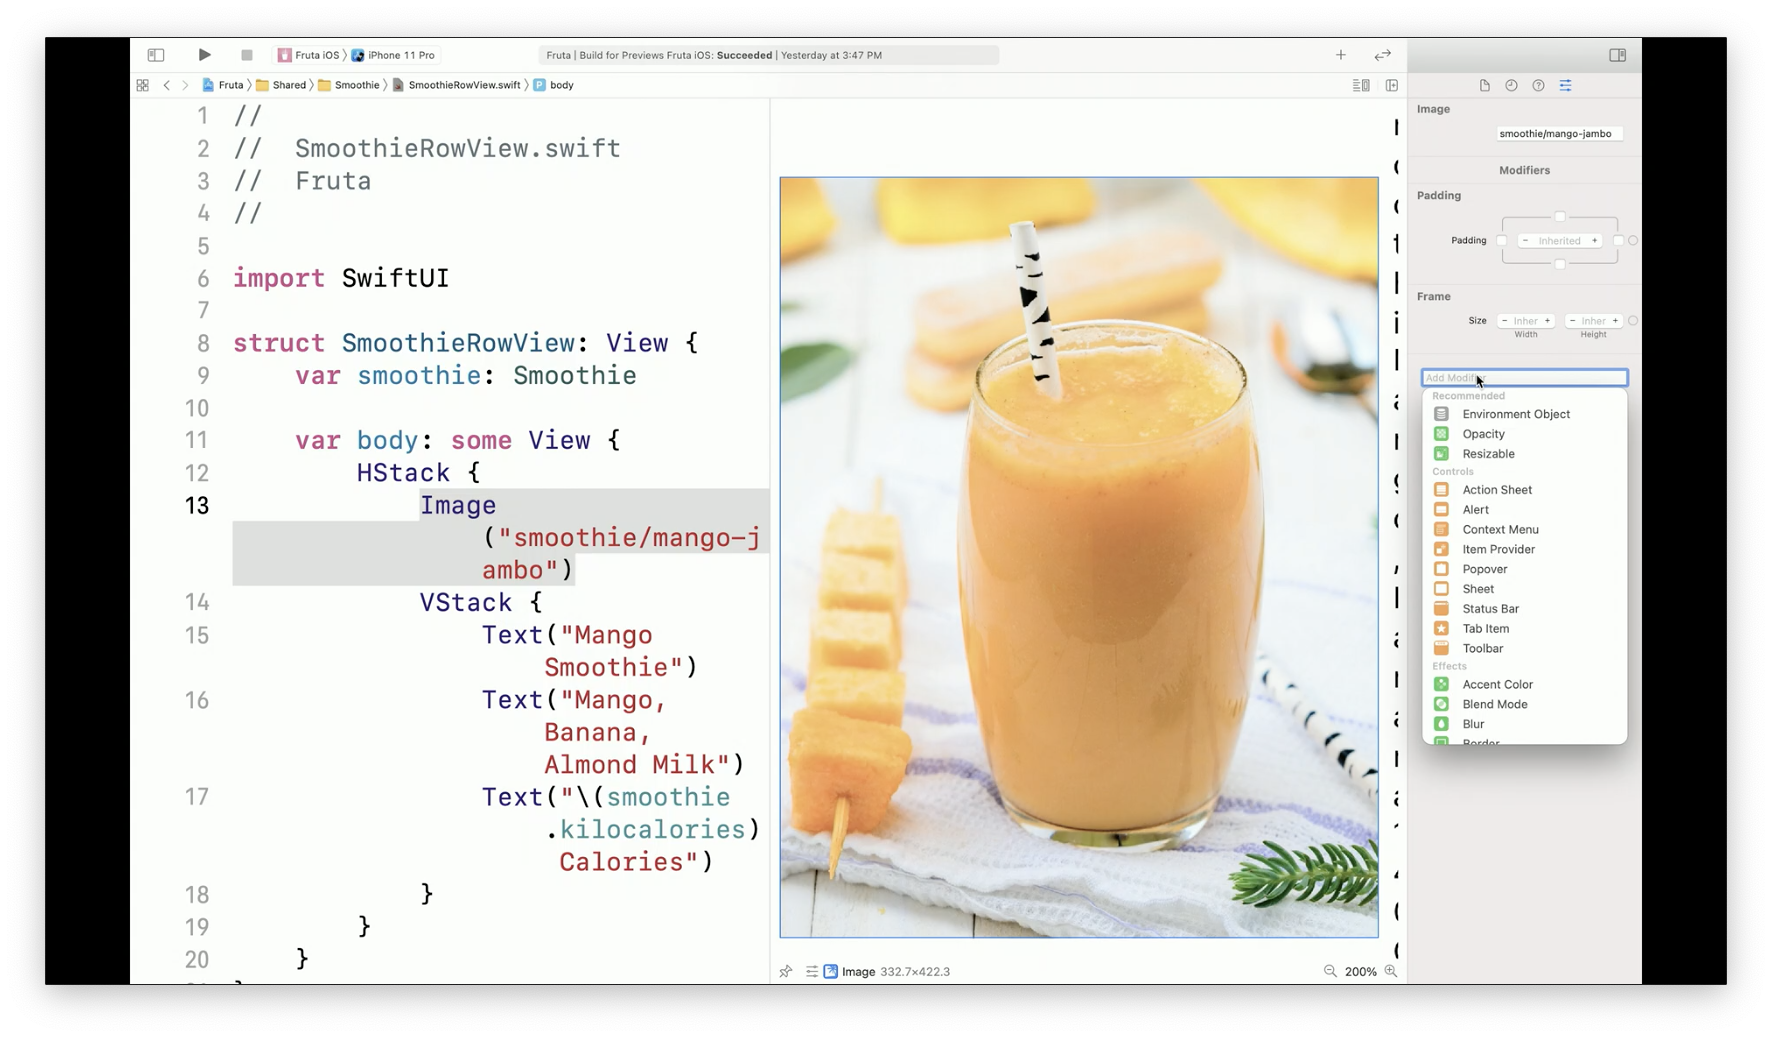 Fruta iOS
iPhone 11 Pro
Fruta | Build for Previews Fruta iOS: Succeeded | Yesterday at 3:47 PM
Fruta
Shared
Smoothie
SmoothieRowView.swift
P
body
1 //
2 // SmoothieRowView.swift
3 // Fruta
4 //
5
6 import SwiftUI
7
8 struct SmoothieRowView: View {
9 var smoothie: Smoothie
10
11 var body: some View {
12 HStack {
13 Image
("smoothie/mango-j
ambo")
14 VStack {
15 Text("Mango
Smoothie")
16 Text("Mango,
Banana,
Almond Milk")
17 Text("\(smoothie
.kilocalories)
Calories")
18 }
19 }
20 }
Image 332.7×422.3
200%
Image
smoothie/mango-jambo
Modifiers
Padding
Padding
- Inherited +
Frame
Size
- Inher +
- Inher +
Width
Height
Recommended
Environment Object
Opacity
Resizable
Controls
Action Sheet
Alert
Context Menu
Item Provider
Popover
Sheet
Status Bar
Tab Item
Toolbar
Effects
Accent Color
Blend Mode
Blur
Border